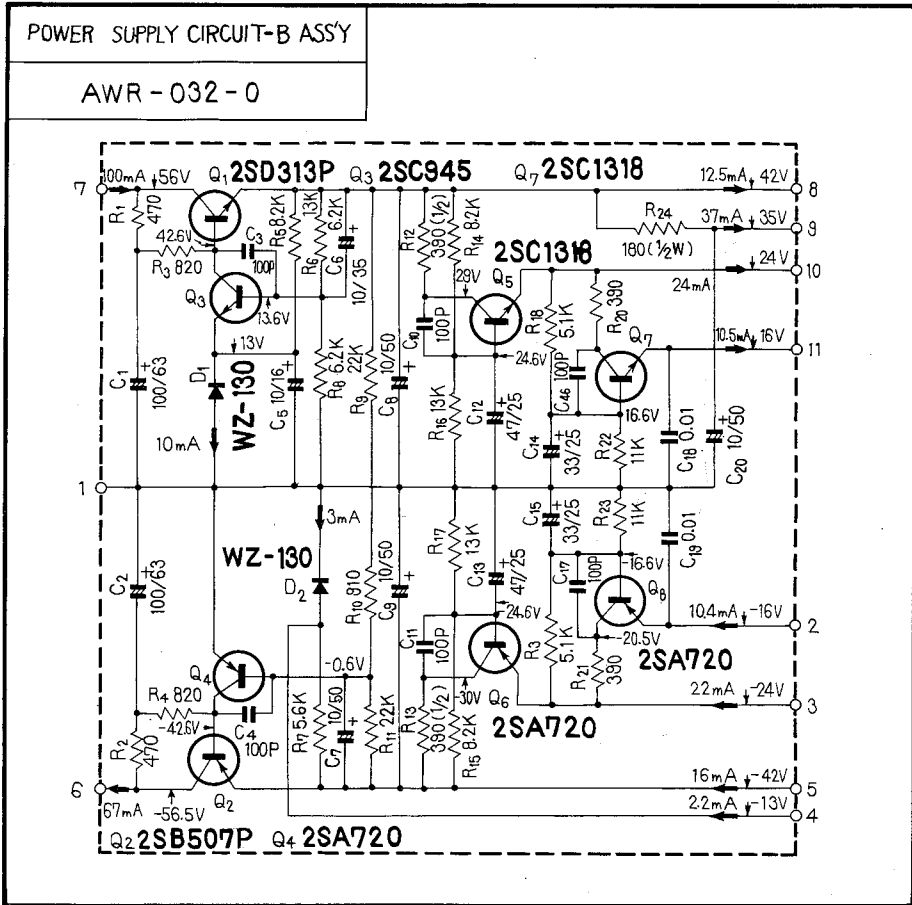 POWER SUPPLY CIRCUIT-B ASS'Y
AWR-032-0
100mA
56V
Q1 2SD313P
Q3 2SC945
Q7 2SC1318
12.5mA
42V
7
8
R1
470
42.6V
C3
100P
R3 820
R5 8.2K
R6 13K
6.2K
C6
10/35
R12
390(1/2)
R14 8.2K
R24
180(1/2W)
37mA
35V
9
2SC1318
24V
10
24mA
Q3
13.6V
28V
Q5
R18
5.1K
R20 390
Q7
10.5mA
16V
11
C10
100P
24.6V
C46
100P
16.6V
13V
D1
WZ-130
C1
100/63
C5 10/16
R8 6.2K
22K
R9
C8 10/50
R16 13K
C12
47/25
C14
33/25
R22
11K
C18 0.01
C20 10/50
10mA
1
3mA
C15
33/25
R23
11K
C2
100/63
WZ-130
D2
R10 910
C9 10/50
R17
13K
C13
47/25
C17
100P
-16.6V
Q8
C19 0.01
10.4mA
-16V
2
C11
100P
-24.6V
R3
5.1K
-20.5V
R21
390
2SA720
Q4
-0.6V
R4 820
-42.6V
C4
100P
-30V
Q6
2SA720
22mA
-24V
3
R2
470
R7 5.6K
C7 10/50
R11 22K
R13
390(1/2)
R15 8.2K
Q2
6
67mA
-56.5V
16mA
-42V
5
2.2mA
-13V
4
Q2 2SB507P
Q4 2SA720